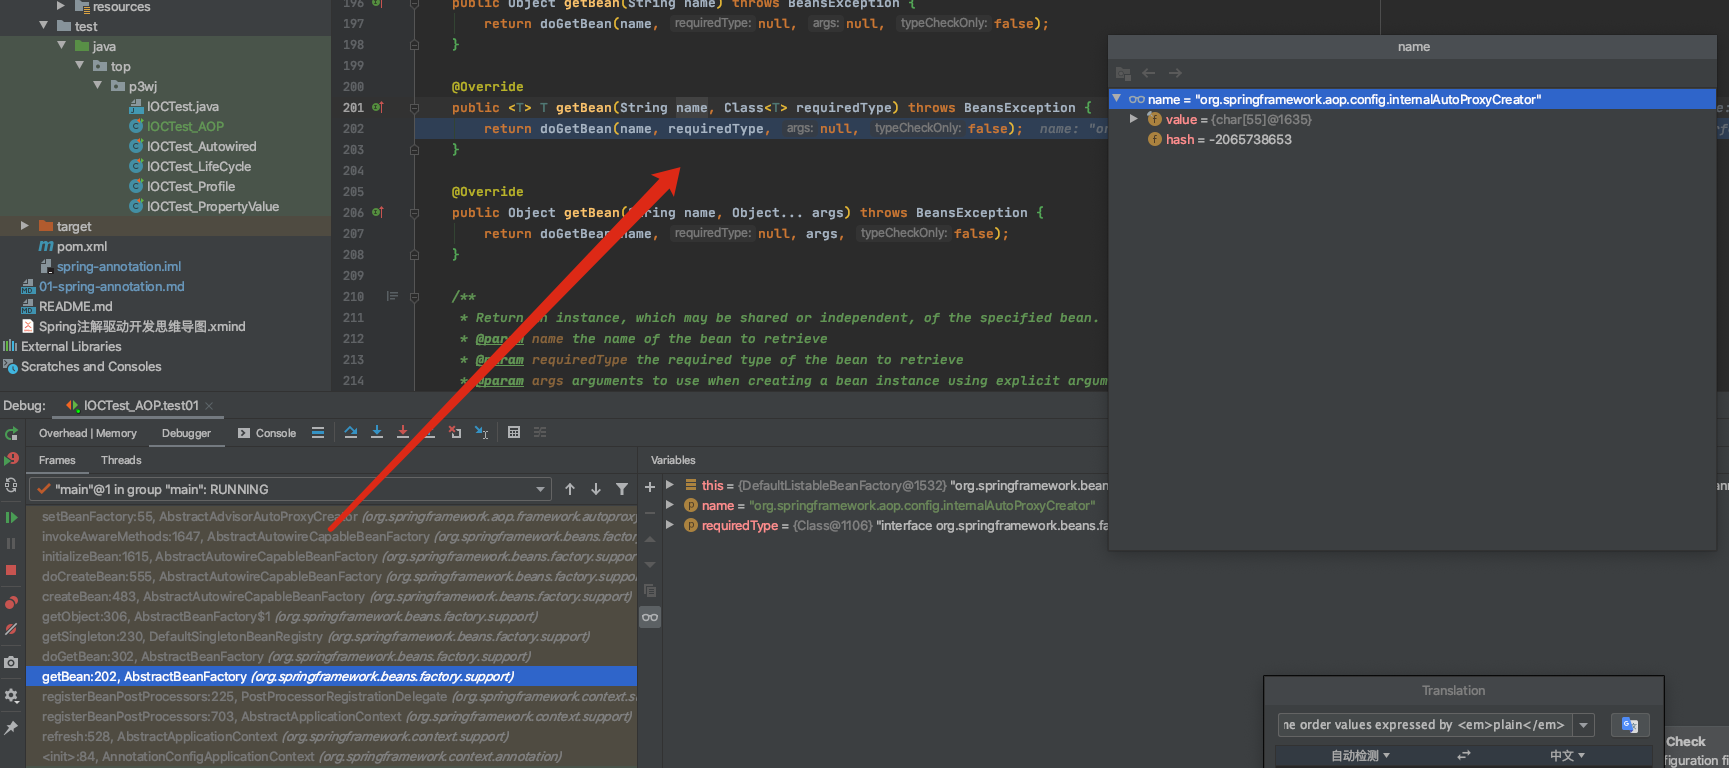 resources
test
java
top
p3wj
IOCTest.java
IOCTest_AOP
IOCTest_Autowired
IOCTest_LifeCycle
IOCTest_Profile
IOCTest_PropertyValue
target
pom.xml
spring-annotation.iml
01-spring-annotation.md
README.md
Spring注解驱动开发思维导图.xmind
External Libraries
Scratches and Consoles
196 public Object getBean(String name) throws BeansException {
197 return doGetBean(name, requiredType: null, args: null, typeCheckOnly: false);
198 }
199
200 @Override
201 public <T> T getBean(String name, Class<T> requiredType) throws BeansException {
202 return doGetBean(name, requiredType, args: null, typeCheckOnly: false); name: "or
203 }
204
205 @Override
206 public Object getBean(String name, Object... args) throws BeansException {
207 return doGetBean(name, requiredType: null, args, typeCheckOnly: false);
208 }
209
210 /**
211 * Return an instance, which may be shared or independent, of the specified bean.
212 * @param name the name of the bean to retrieve
213 * @param requiredType the required type of the bean to retrieve
214 * @param args arguments to use when creating a bean instance using explicit argum
name
name = "org.springframework.aop.config.internalAutoProxyCreator"
value = {char[55]@1635}
hash = -2065738653
Debug: IOCTest_AOP.test01
Overhead | Memory Debugger Console
Frames Threads
"main"@1 in group "main": RUNNING
setBeanFactory:55, AbstractAdvisorAutoProxyCreator (org.springframework.aop.framework.autoproxy
invokeAwareMethods:1647, AbstractAutowireCapableBeanFactory (org.springframework.beans.factory
initializeBean:1615, AbstractAutowireCapableBeanFactory (org.springframework.beans.factory.suppo
doCreateBean:555, AbstractAutowireCapableBeanFactory (org.springframework.beans.factory.suppo
createBean:483, AbstractAutowireCapableBeanFactory (org.springframework.beans.factory.support)
getObject:306, AbstractBeanFactory$1 (org.springframework.beans.factory.support)
getSingleton:230, DefaultSingletonBeanRegistry (org.springframework.beans.factory.support)
doGetBean:302, AbstractBeanFactory (org.springframework.beans.factory.support)
getBean:202, AbstractBeanFactory (org.springframework.beans.factory.support)
registerBeanPostProcessors:225, PostProcessorRegistrationDelegate (org.springframework.context.s
registerBeanPostProcessors:703, AbstractApplicationContext (org.springframework.context.support)
refresh:528, AbstractApplicationContext (org.springframework.context.support)
<init>:84, AnnotationConfigApplicationContext (org.springframework.context.annotation)
Variables
this = {DefaultListableBeanFactory@1532} "org.springframework.bean
name = "org.springframework.aop.config.internalAutoProxyCreator"
requiredType = {Class@1106} "interface org.springframework.beans.fa
Translation
ne order values expressed by <em>plain</em>
自动检测 中文
Check
figuration fi